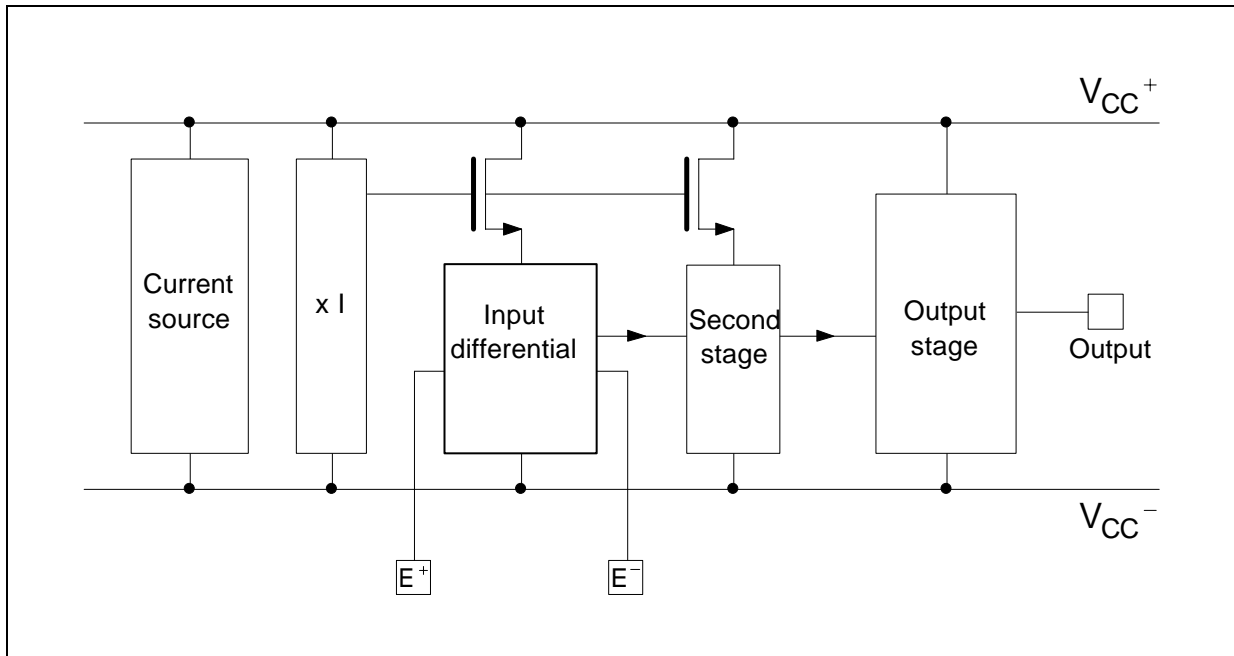 V_CC^+
Current
source
x I
Input
differential
Second
stage
Output
stage
Output
V_CC^−
E^+
E^−